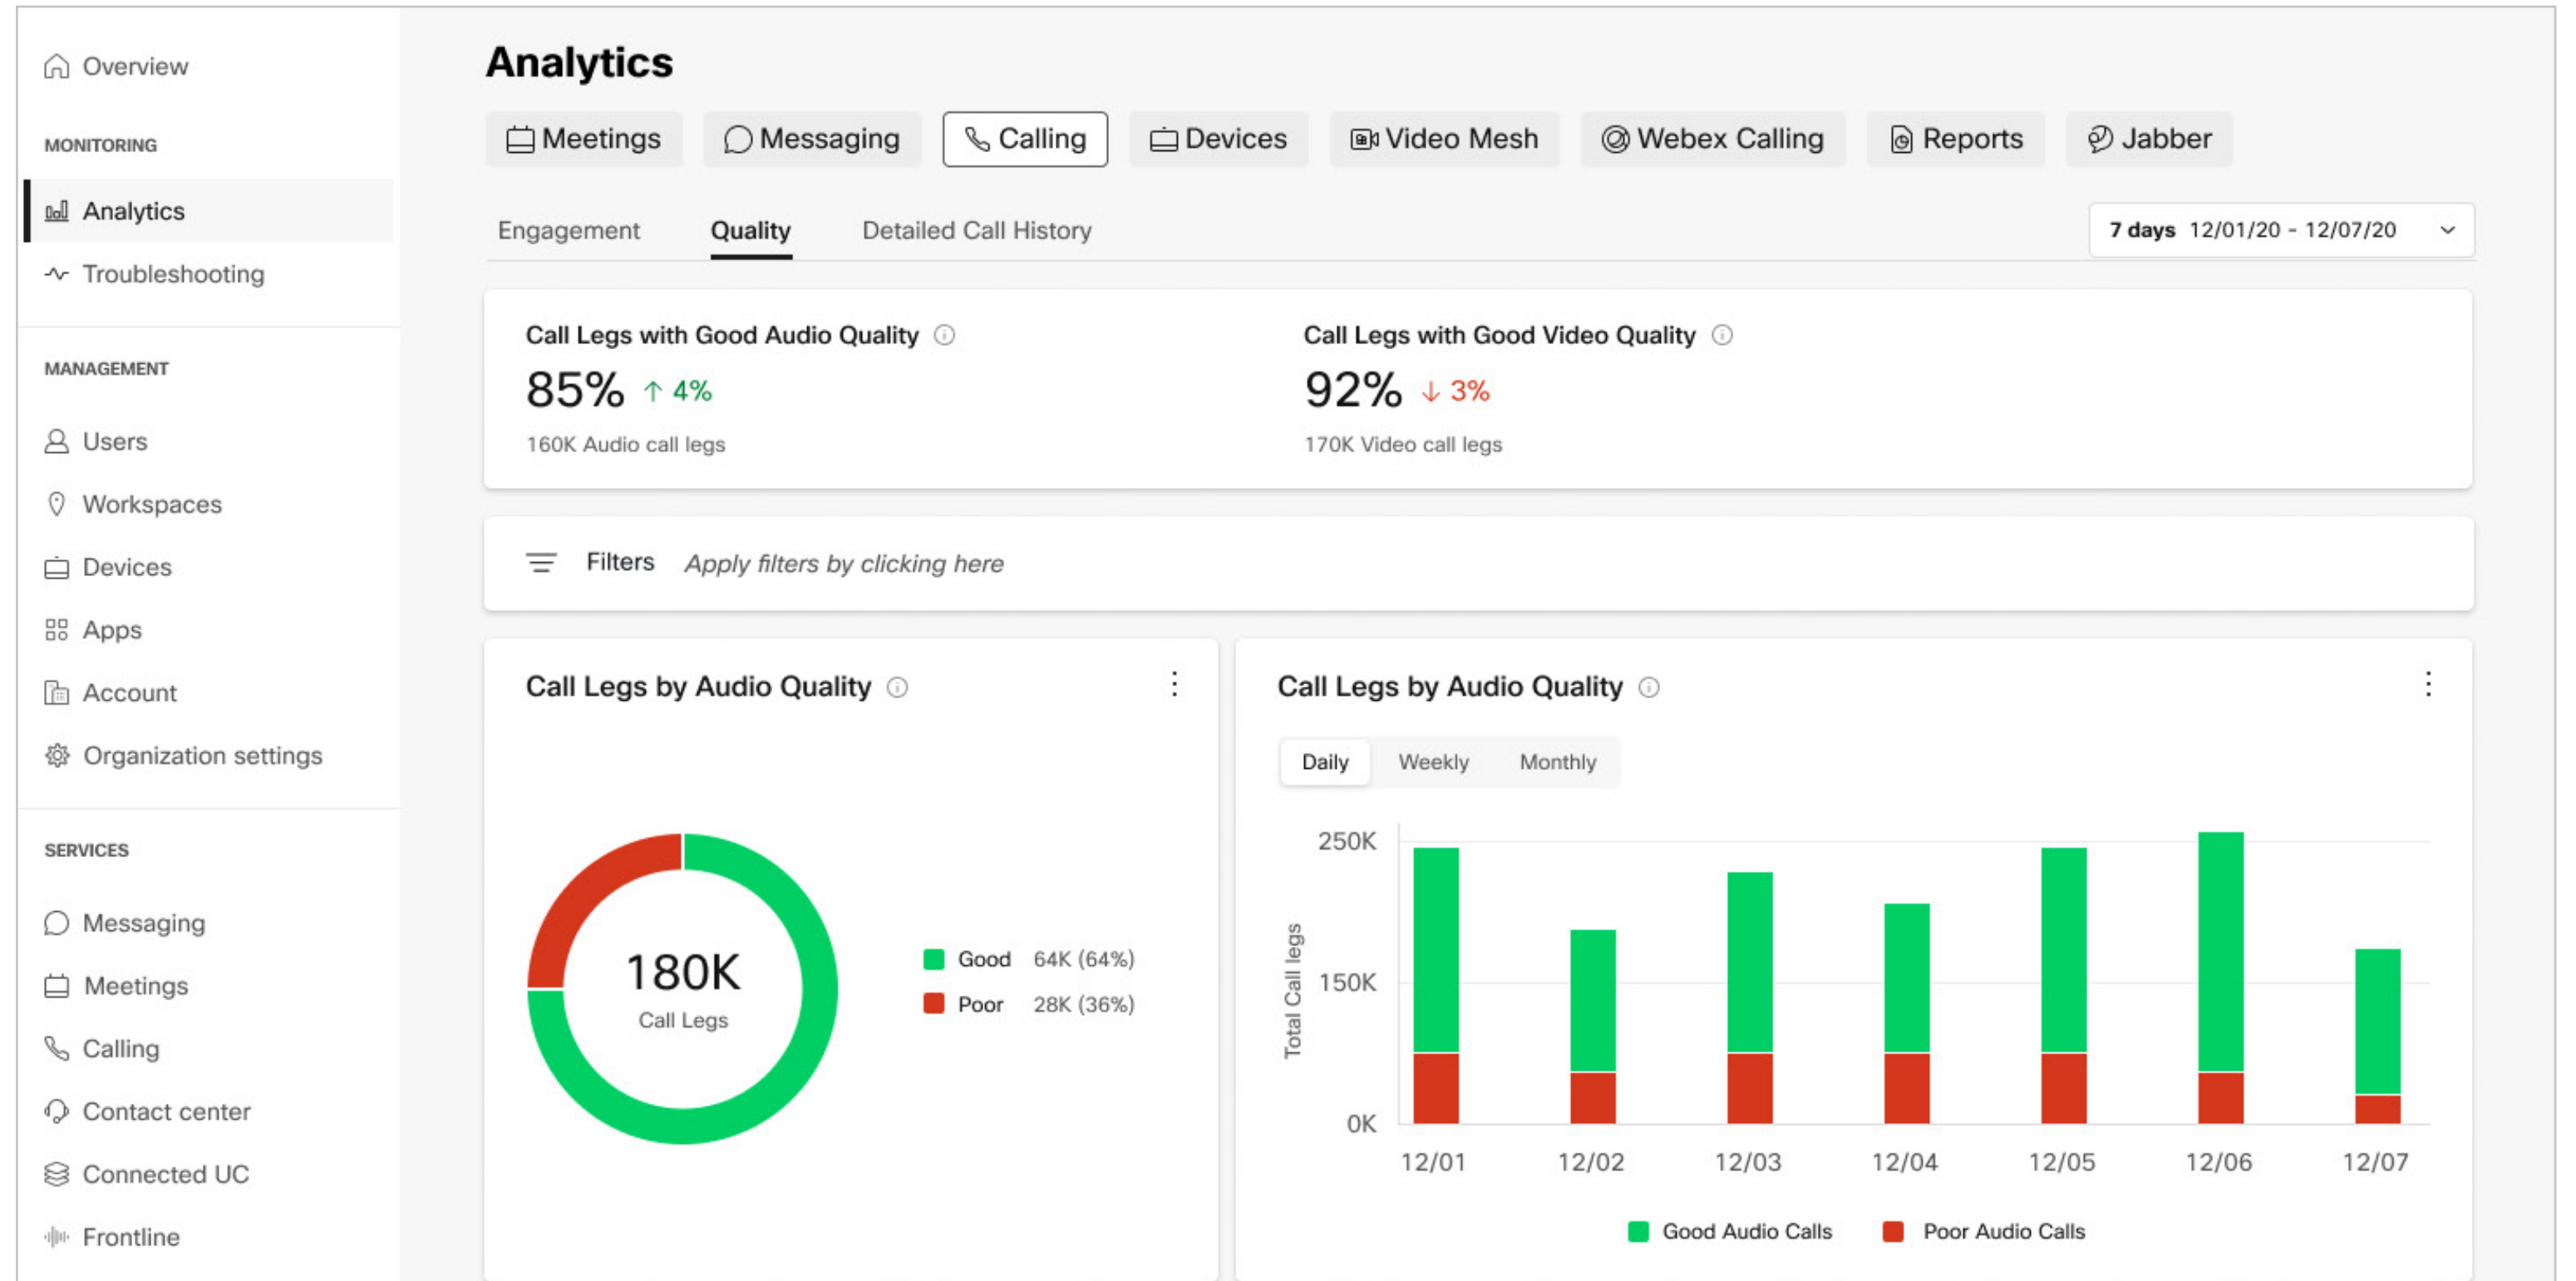 Overview
MONITORING
Analytics
Troubleshooting
MANAGEMENT
Users
Workspaces
Devices
Apps
Account
Organization settings
SERVICES
Messaging
Meetings
Calling
Contact center
Connected UC
Frontline
Analytics
Meetings Messaging Calling Devices Video Mesh Webex Calling Reports Jabber
Engagement Quality Detailed Call History 7 days 12/01/20 - 12/07/20
Call Legs with Good Audio Quality
85% ↑ 4%
160K Audio call legs
Call Legs with Good Video Quality
92% ↓ 3%
170K Video call legs
Filters Apply filters by clicking here
Call Legs by Audio Quality
180K
Call Legs
Good 64K (64%)
Poor 28K (36%)
Call Legs by Audio Quality
Daily Weekly Monthly
Total Call legs
250K
150K
0K
12/01 12/02 12/03 12/04 12/05 12/06 12/07
Good Audio Calls Poor Audio Calls